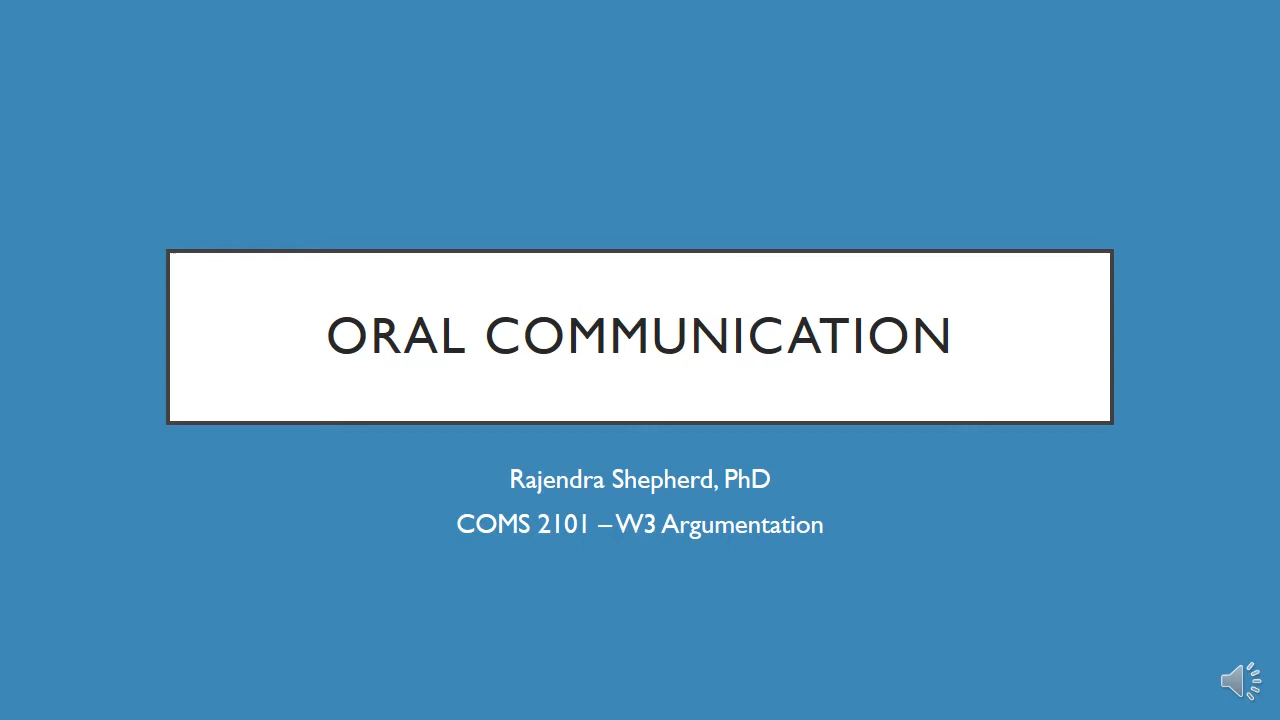 ORAL COMMUNICATION
Rajendra Shepherd, PhD
COMS 2101 – W3 Argumentation